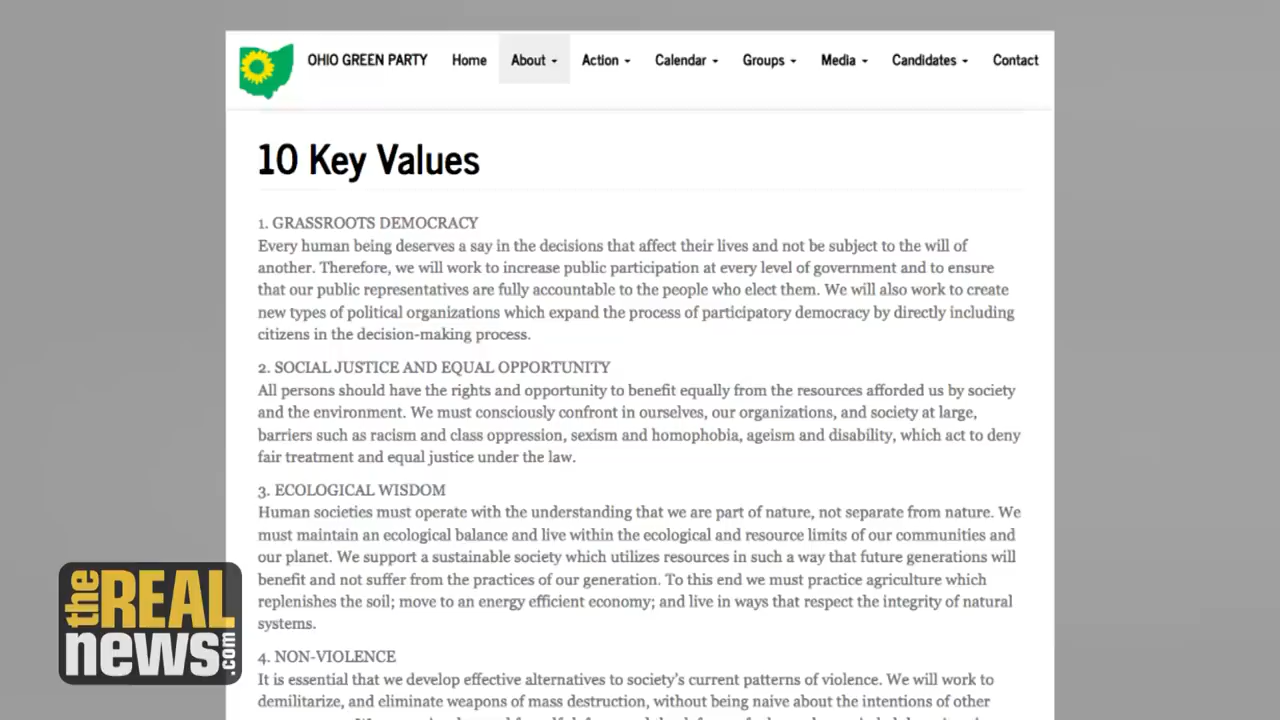 OHIO GREEN PARTY Home About Action Calendar Groups Media Candidates Contact
10 Key Values
1. GRASSROOTS DEMOCRACY
Every human being deserves a say in the decisions that affect their lives and not be subject to the will of
another. Therefore, we will work to increase public participation at every level of government and to ensure
that our public representatives are fully accountable to the people who elect them. We will also work to create
new types of political organizations which expand the process of participatory democracy by directly including
citizens in the decision-making process.
2. SOCIAL JUSTICE AND EQUAL OPPORTUNITY
All persons should have the rights and opportunity to benefit equally from the resources afforded us by society
and the environment. We must consciously confront in ourselves, our organizations, and society at large,
barriers such as racism and class oppression, sexism and homophobia, ageism and disability, which act to deny
fair treatment and equal justice under the law.
3. ECOLOGICAL WISDOM
Human societies must operate with the understanding that we are part of nature, not separate from nature. We
must maintain an ecological balance and live within the ecological and resource limits of our communities and
our planet. We support a sustainable society which utilizes resources in such a way that future generations will
benefit and not suffer from the practices of our generation. To this end we must practice agriculture which
replenishes the soil; move to an energy efficient economy; and live in ways that respect the integrity of natural
systems.
4. NON-VIOLENCE
It is essential that we develop effective alternatives to society's current patterns of violence. We will work to
demilitarize, and eliminate weapons of mass destruction, without being naive about the intentions of other
the REAL
news.com